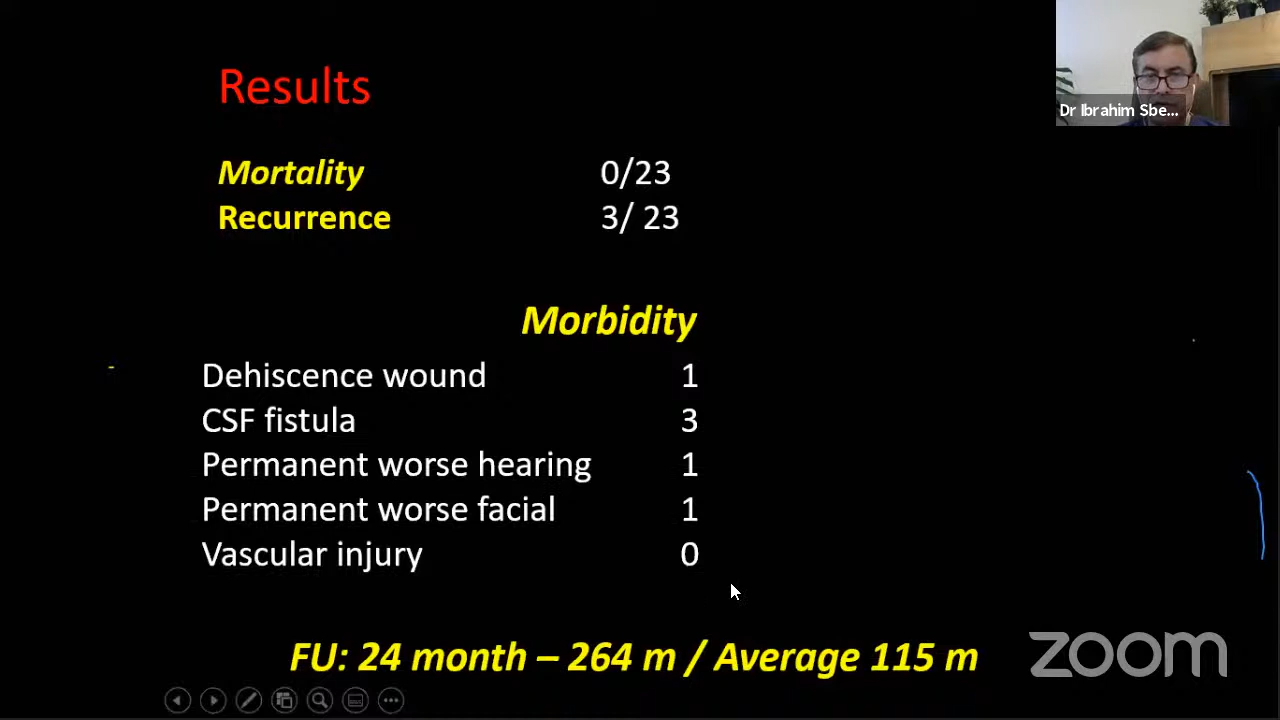 Results
Dr Ibrahim Sbe...
Mortality 0/23
Recurrence 3/ 23
Morbidity
Dehiscence wound 1
CSF fistula 3
Permanent worse hearing 1
Permanent worse facial 1
Vascular injury 0
FU: 24 month – 264 m / Average 115 m
zoom